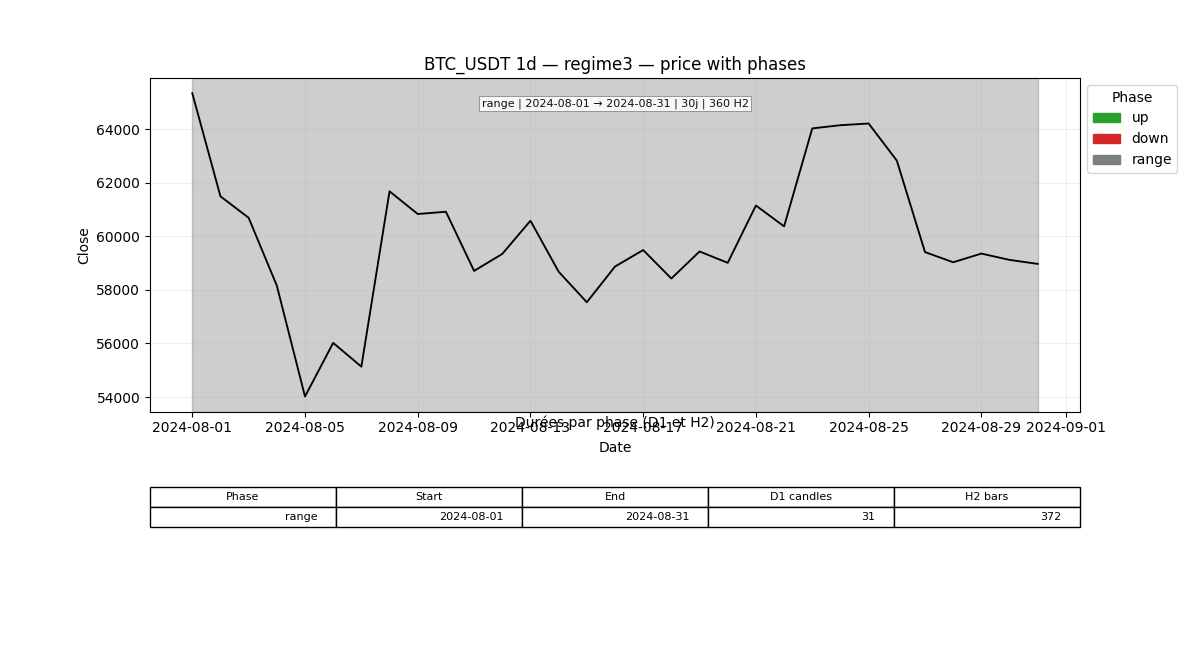 BTC_USDT 1d — regime3 — price with phases
range | 2024-08-01 → 2024-08-31 | 30j | 360 H2
Phase
up
down
range
Close
64000
62000
60000
58000
56000
54000
Durées par phase (D1 et H2)
2024-08-01 2024-08-05 2024-08-09 2024-08-13 2024-08-17 2024-08-21 2024-08-25 2024-08-29 2024-09-01
Date
Phase Start End D1 candles H2 bars
range 2024-08-01 2024-08-31 31 372